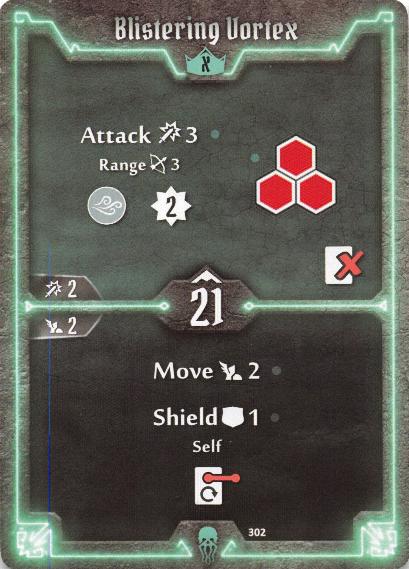 Blistering Vortex
X
Attack 3
Range 3
2
2
21
2
Move 2
Shield 1
Self
302